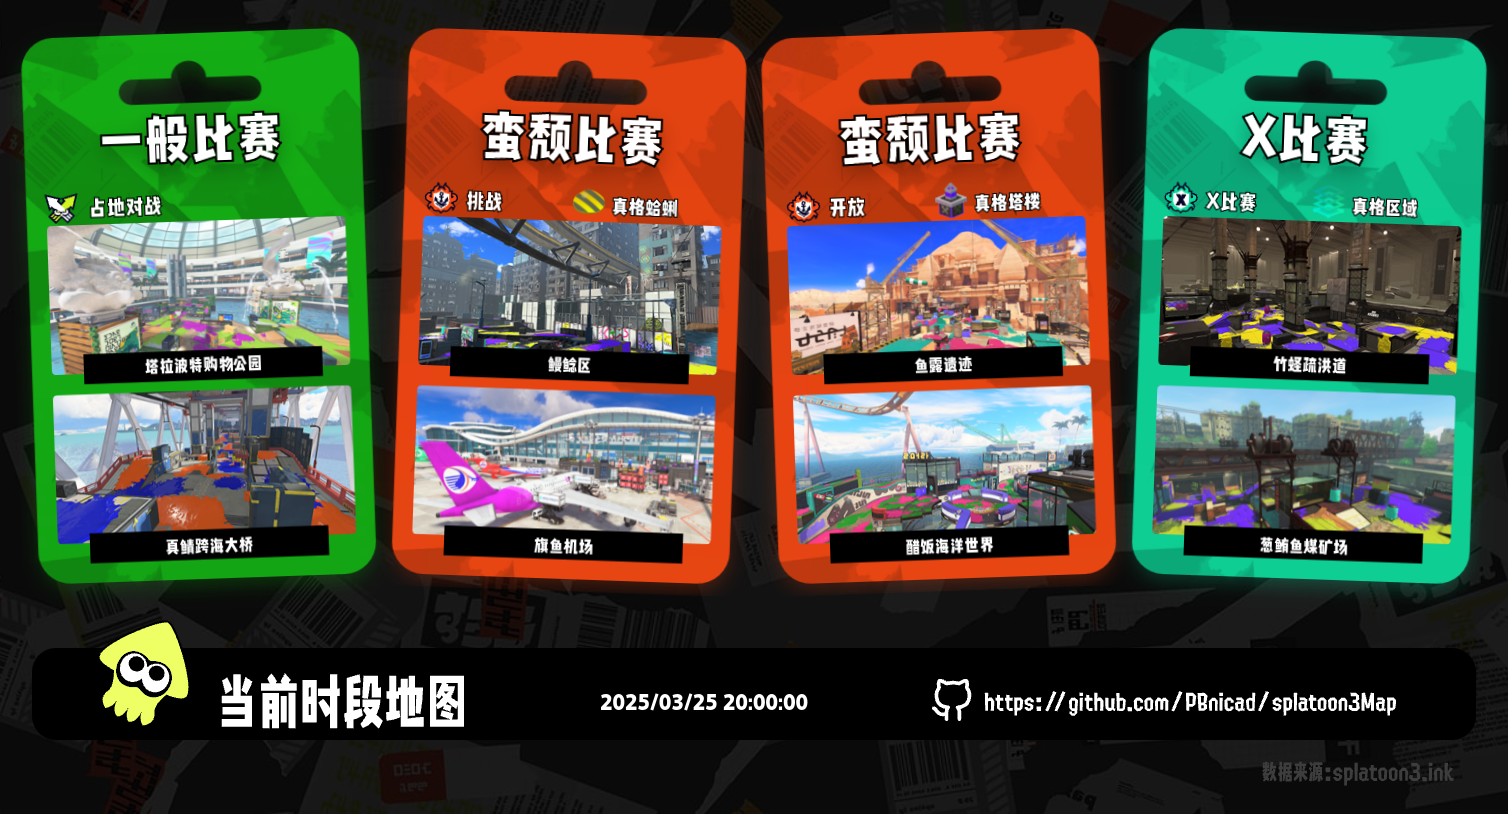 一般比赛
占地对战
塔拉波特购物公园
真鲭跨海大桥
蛮颓比赛
挑战
真格蛤蜊
鳗鲶区
旗鱼机场
蛮颓比赛
开放
真格塔楼
鱼露遗迹
醋饭海洋世界
X比赛
X比赛
真格区域
竹蛏疏洪道
葱鲔鱼煤矿场
当前时段地图
2025/03/25 20:00:00
https://github.com/PBnicad/splatoon3Map
数据来源:splatoon3.ink